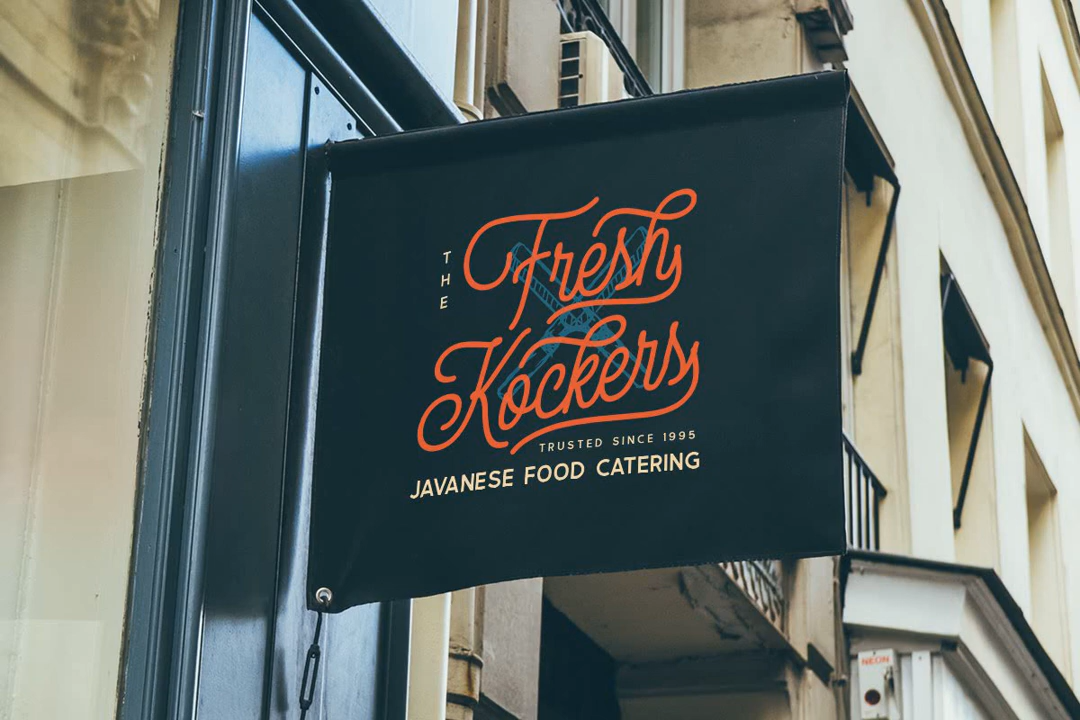 THE
Fresh
Kockers
TRUSTED SINCE 1995
JAVANESE FOOD CATERING
NEON